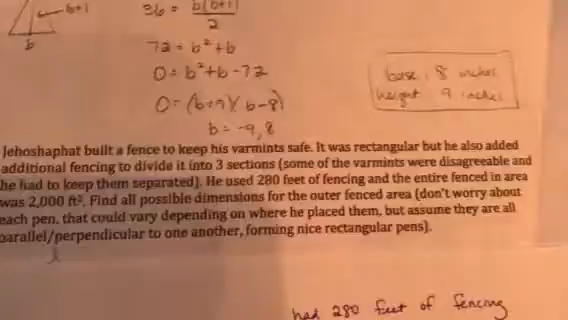 36 = b(b+1)
2
b+1
b
72 = b² + b
0 = b² + b - 72
0 = (b+9)(b-8)
b = -9, 8
base: 8 inches
height: 9 inches
Jehoshaphat built a fence to keep his varmints safe. It was rectangular but he also added
additional fencing to divide it into 3 sections (some of the varmints were disagreeable and
he had to keep them separated). He used 280 feet of fencing and the entire fenced in area
was 2,000 ft². Find all possible dimensions for the outer fenced area (don't worry about
each pen, that could vary depending on where he placed them, but assume they are all
parallel/perpendicular to one another, forming nice rectangular pens).
had 280 feet of fencing